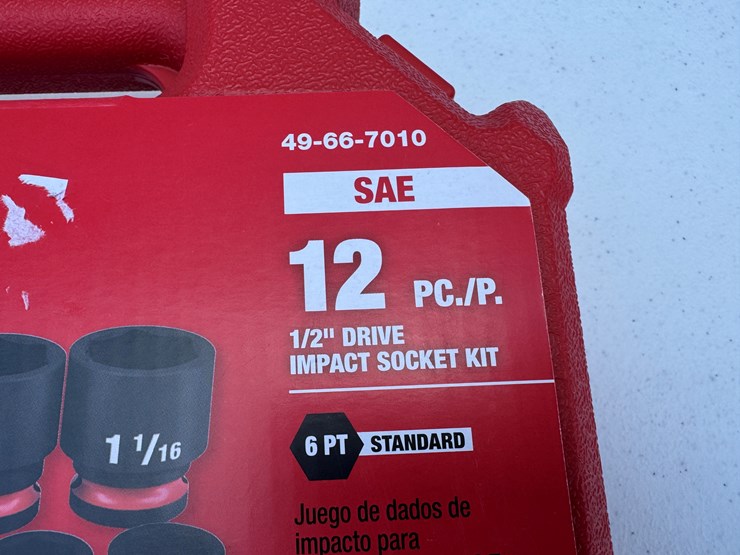 49-66-7010
SAE
12 PC./P.
1/2" DRIVE
IMPACT SOCKET KIT
6 PT STANDARD
1 1/16
Juego de dados de
impacto para